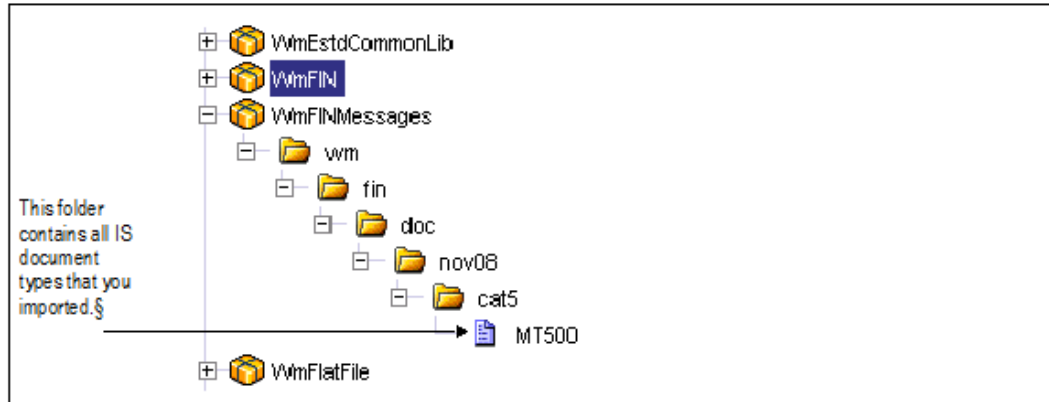 WmEstdCommonLib
WmFIN
WmFINMessages
wm
fin
doc
nov08
cat5
This folder
contains all IS
document
types that you
imported.§
MT500
WmFlatFile